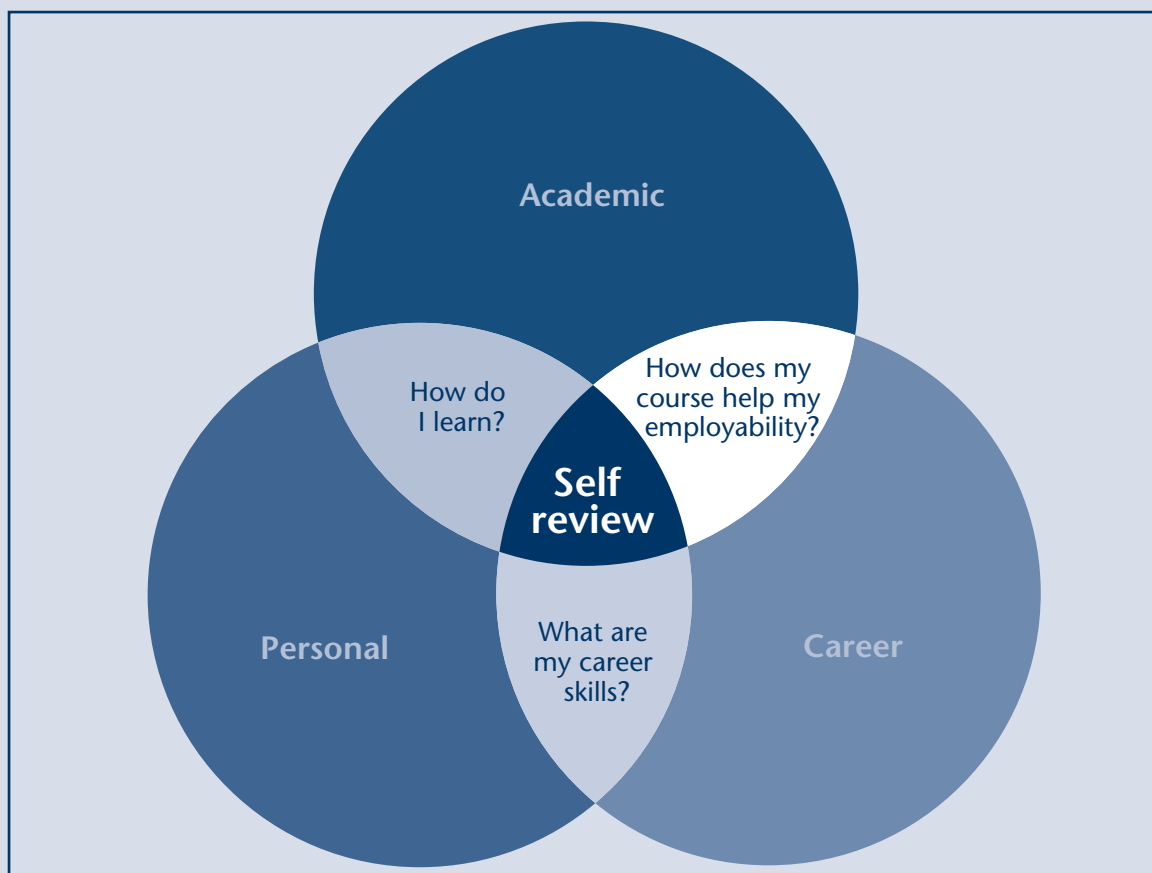 Academic
How do
I learn?
How does my
course help my
employability?
Self
review
Personal
What are
my career
skills?
Career